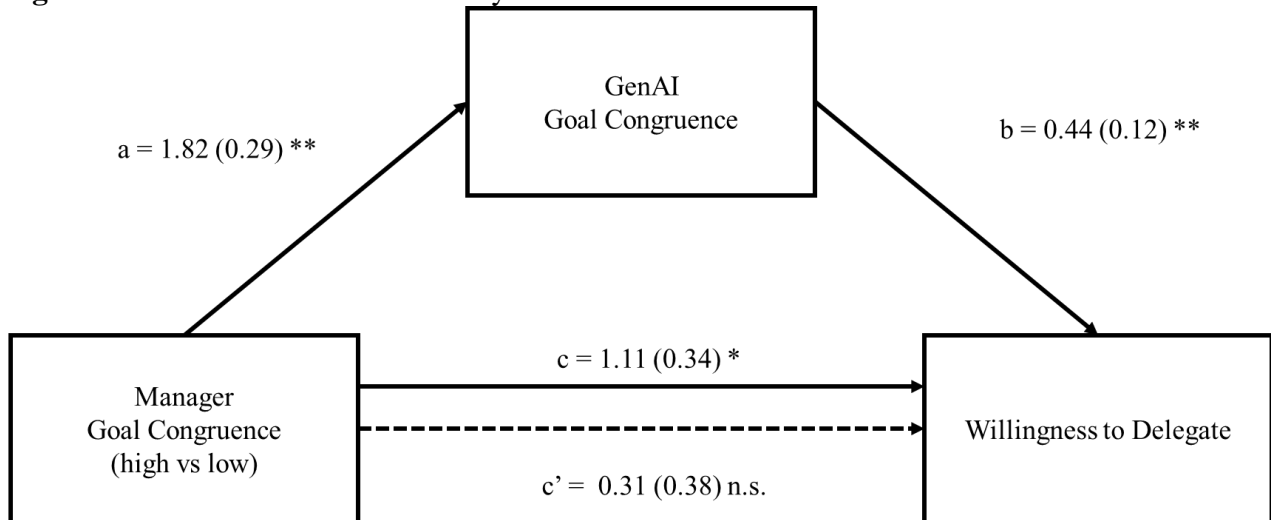 GenAI
Goal Congruence
a = 1.82 (0.29) **
b = 0.44 (0.12) **
c = 1.11 (0.34) *
Manager
Goal Congruence
(high vs low)
Willingness to Delegate
c’ = 0.31 (0.38) n.s.